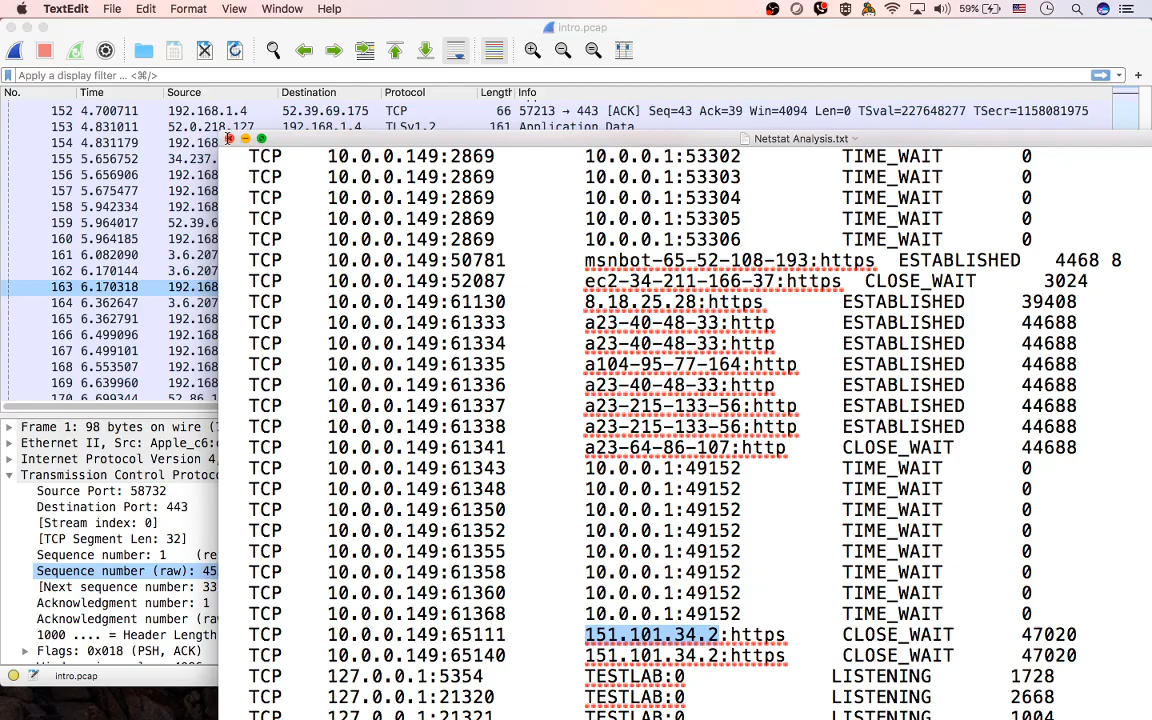 TextEdit File Edit Format View Window Help 59%
intro.pcap
Apply a display filter ... <⌘/>
No. Time Source Destination Protocol Length Info
152 4.700711 192.168.1.4 52.39.69.175 TCP 66 57213 → 443 [ACK] Seq=43 Ack=39 Win=4094 Len=0 TSval=227648277 TSecr=1158081975
153 4.831011 52.0.218.127 192.168.1.4 TLSv1.2 161 Application Data
154 4.831179 192.168
155 5.656752 34.237.
156 5.656906 192.168
157 5.675477 192.168
158 5.942334 192.168
159 5.964017 52.39.6
160 5.964185 192.168
161 6.082090 3.6.207
162 6.170144 3.6.207
163 6.170318 192.168
164 6.362647 3.6.207
165 6.362791 192.168
166 6.499096 192.168
167 6.499101 192.168
168 6.553507 192.168
169 6.639960 192.168
170 6.699344 52.86.1
Frame 1: 98 bytes on wire (7
Ethernet II, Src: Apple_c6:
Internet Protocol Version 4,
Transmission Control Protoco
Source Port: 58732
Destination Port: 443
[Stream index: 0]
[TCP Segment Len: 32]
Sequence number: 1 (re
Sequence number (raw): 45
[Next sequence number: 33
Acknowledgment number: 1
Acknowledgment number (raw
1000 .... = Header Length
Flags: 0x018 (PSH, ACK)
intro.pcap
Netstat Analysis.txt
TCP 10.0.0.149:2869 10.0.0.1:53302 TIME_WAIT 0
TCP 10.0.0.149:2869 10.0.0.1:53303 TIME_WAIT 0
TCP 10.0.0.149:2869 10.0.0.1:53304 TIME_WAIT 0
TCP 10.0.0.149:2869 10.0.0.1:53305 TIME_WAIT 0
TCP 10.0.0.149:2869 10.0.0.1:53306 TIME_WAIT 0
TCP 10.0.0.149:50781 msnbot-65-52-108-193:https ESTABLISHED 4468 8
TCP 10.0.0.149:52087 ec2-34-211-166-37:https CLOSE_WAIT 3024
TCP 10.0.0.149:61130 8.18.25.28:https ESTABLISHED 39408
TCP 10.0.0.149:61333 a23-40-48-33:http ESTABLISHED 44688
TCP 10.0.0.149:61334 a23-40-48-33:http ESTABLISHED 44688
TCP 10.0.0.149:61335 a104-95-77-164:http ESTABLISHED 44688
TCP 10.0.0.149:61336 a23-40-48-33:http ESTABLISHED 44688
TCP 10.0.0.149:61337 a23-215-133-56:http ESTABLISHED 44688
TCP 10.0.0.149:61338 a23-215-133-56:http ESTABLISHED 44688
TCP 10.0.0.149:61341 a23-64-86-107:http CLOSE_WAIT 44688
TCP 10.0.0.149:61343 10.0.0.1:49152 TIME_WAIT 0
TCP 10.0.0.149:61348 10.0.0.1:49152 TIME_WAIT 0
TCP 10.0.0.149:61350 10.0.0.1:49152 TIME_WAIT 0
TCP 10.0.0.149:61352 10.0.0.1:49152 TIME_WAIT 0
TCP 10.0.0.149:61355 10.0.0.1:49152 TIME_WAIT 0
TCP 10.0.0.149:61358 10.0.0.1:49152 TIME_WAIT 0
TCP 10.0.0.149:61360 10.0.0.1:49152 TIME_WAIT 0
TCP 10.0.0.149:61368 10.0.0.1:49152 TIME_WAIT 0
TCP 10.0.0.149:65111 151.101.34.2:https CLOSE_WAIT 47020
TCP 10.0.0.149:65140 151.101.34.2:https CLOSE_WAIT 47020
TCP 127.0.0.1:5354 TESTLAB:0 LISTENING 1728
TCP 127.0.0.1:21320 TESTLAB:0 LISTENING 2668
TCP 127.0.0.1:21321 TESTLAB:0 LISTENING 1004